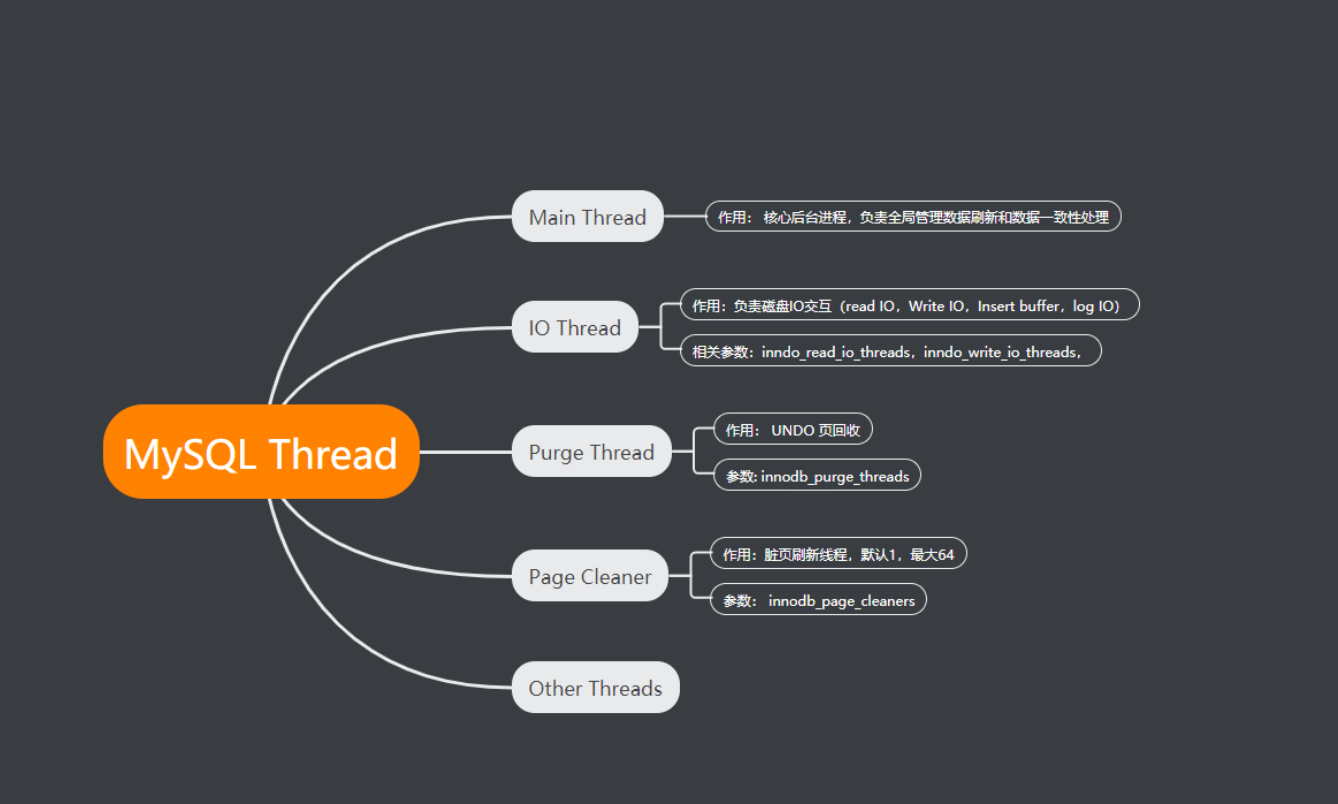 Main Thread
作用： 核心后台进程，负责全局管理数据刷新和数据一致性处理
IO Thread
作用：负责磁盘IO交互（read IO，Write IO，Insert buffer，log IO）
相关参数：inndo_read_io_threads，inndo_write_io_threads，
MySQL Thread
Purge Thread
作用： UNDO 页回收
参数: innodb_purge_threads
Page Cleaner
作用：脏页刷新线程，默认1，最大64
参数： innodb_page_cleaners
Other Threads